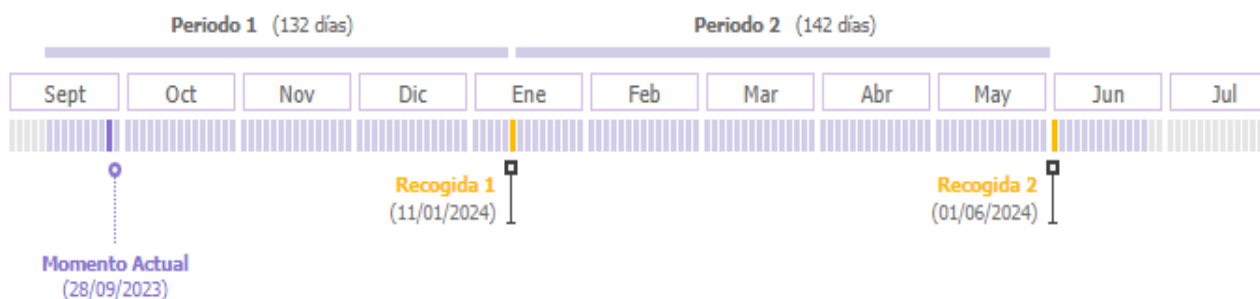 Periodo 1 (132 días)
Periodo 2 (142 días)
Sept Oct Nov Dic Ene Feb Mar Abr May Jun Jul
Recogida 1
(11/01/2024)
Recogida 2
(01/06/2024)
Momento Actual
(28/09/2023)